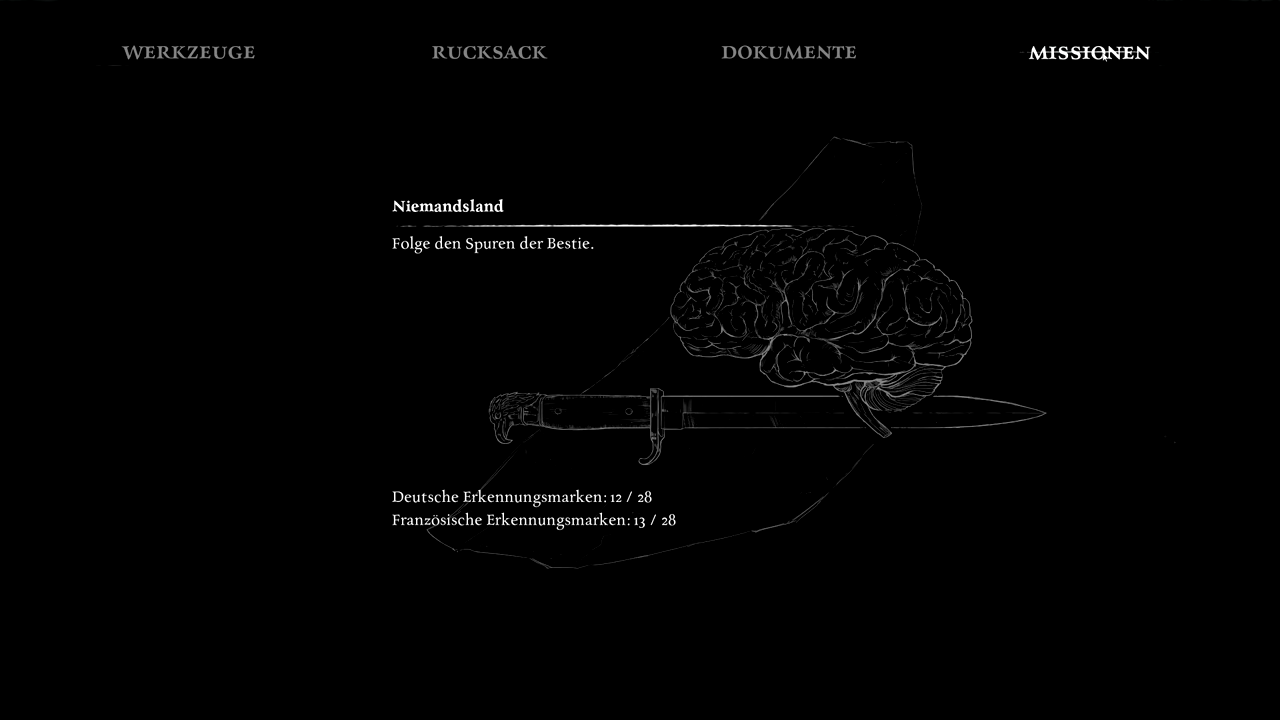 WERKZEUGE
RUCKSACK
DOKUMENTE
MISSIONEN
Niemandsland
Folge den Spuren der Bestie.
Deutsche Erkennungsmarken: 12 / 28
Französische Erkennungsmarken: 13 / 28